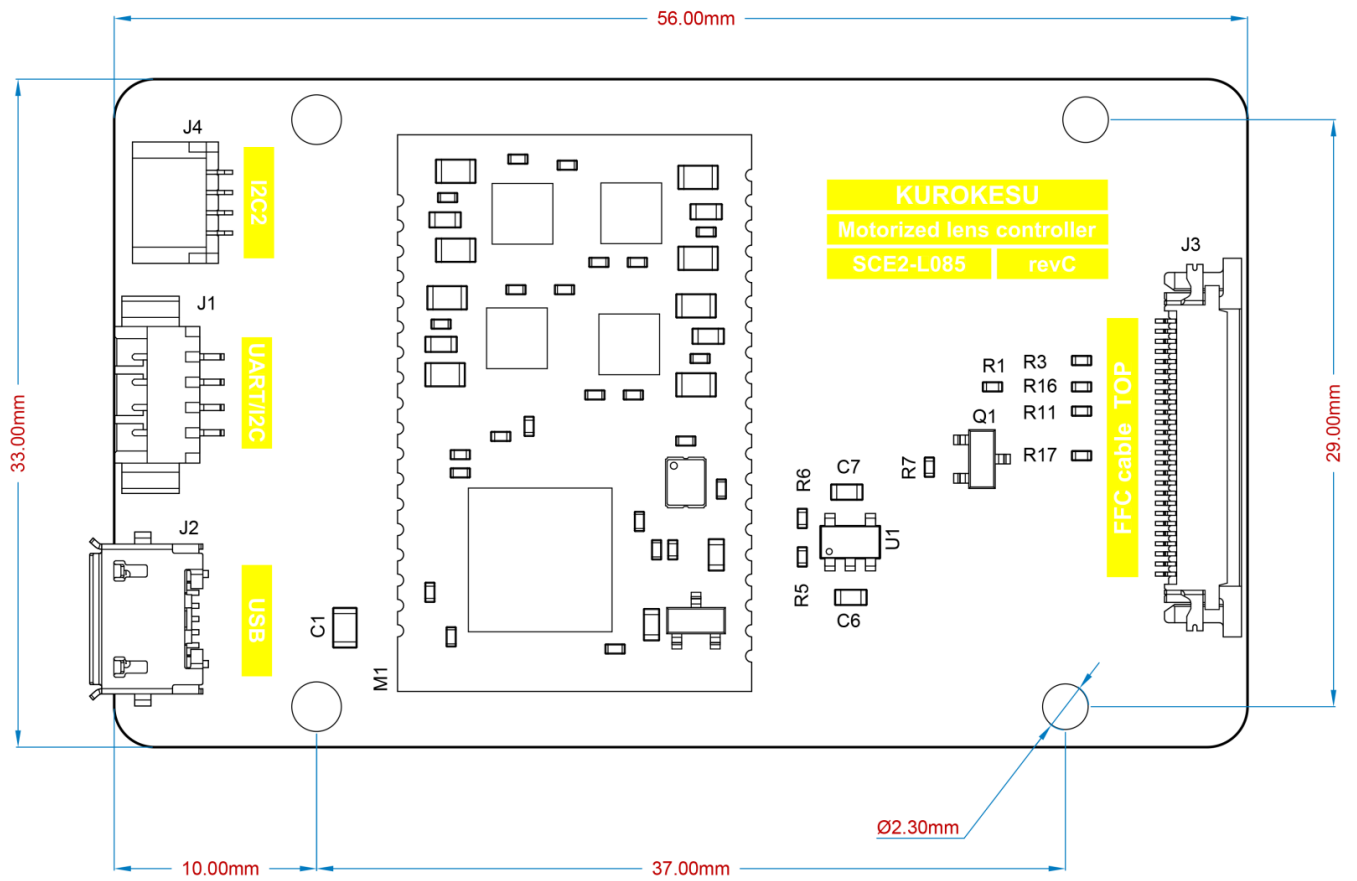 56.00mm
J4
I2C2
KUROKESU
Motorized lens controller
SCE2-L085 revC
J3
J1
UART/I2C
R1
R3
R16
R11
Q1
R17
FFC cable TOP
33.00mm
29.00mm
R7
C7
R6
U1
R5
C6
J2
USB
C1
M1
Ø2.30mm
10.00mm
37.00mm